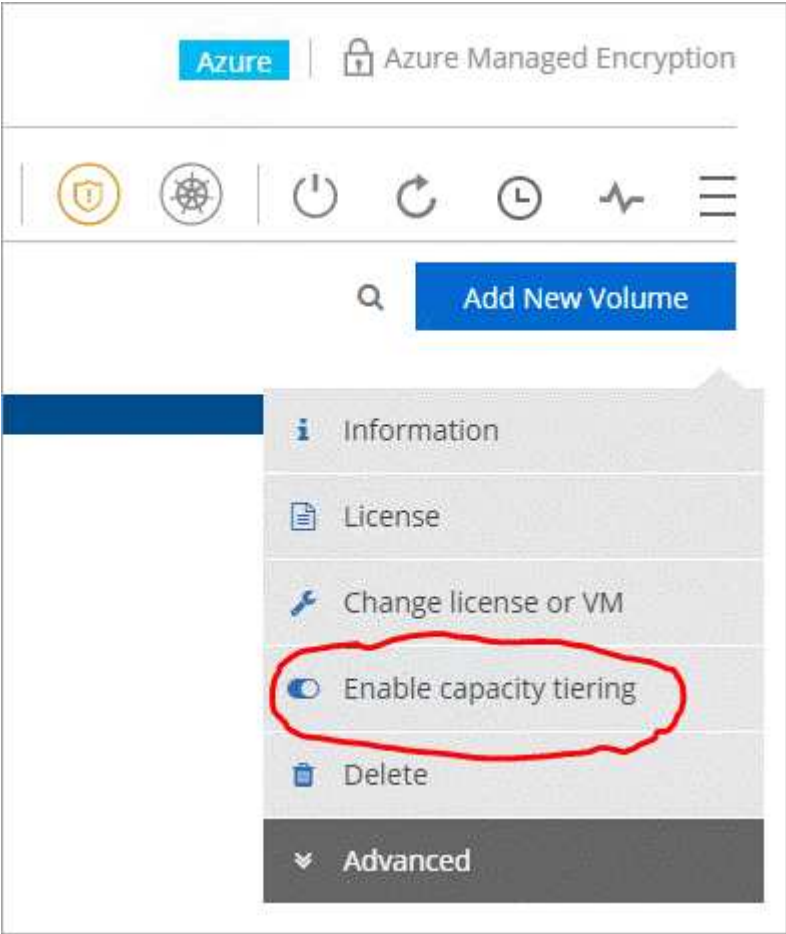 Azure
Azure Managed Encryption
Add New Volume
Information
License
Change license or VM
Enable capacity tiering
Delete
Advanced